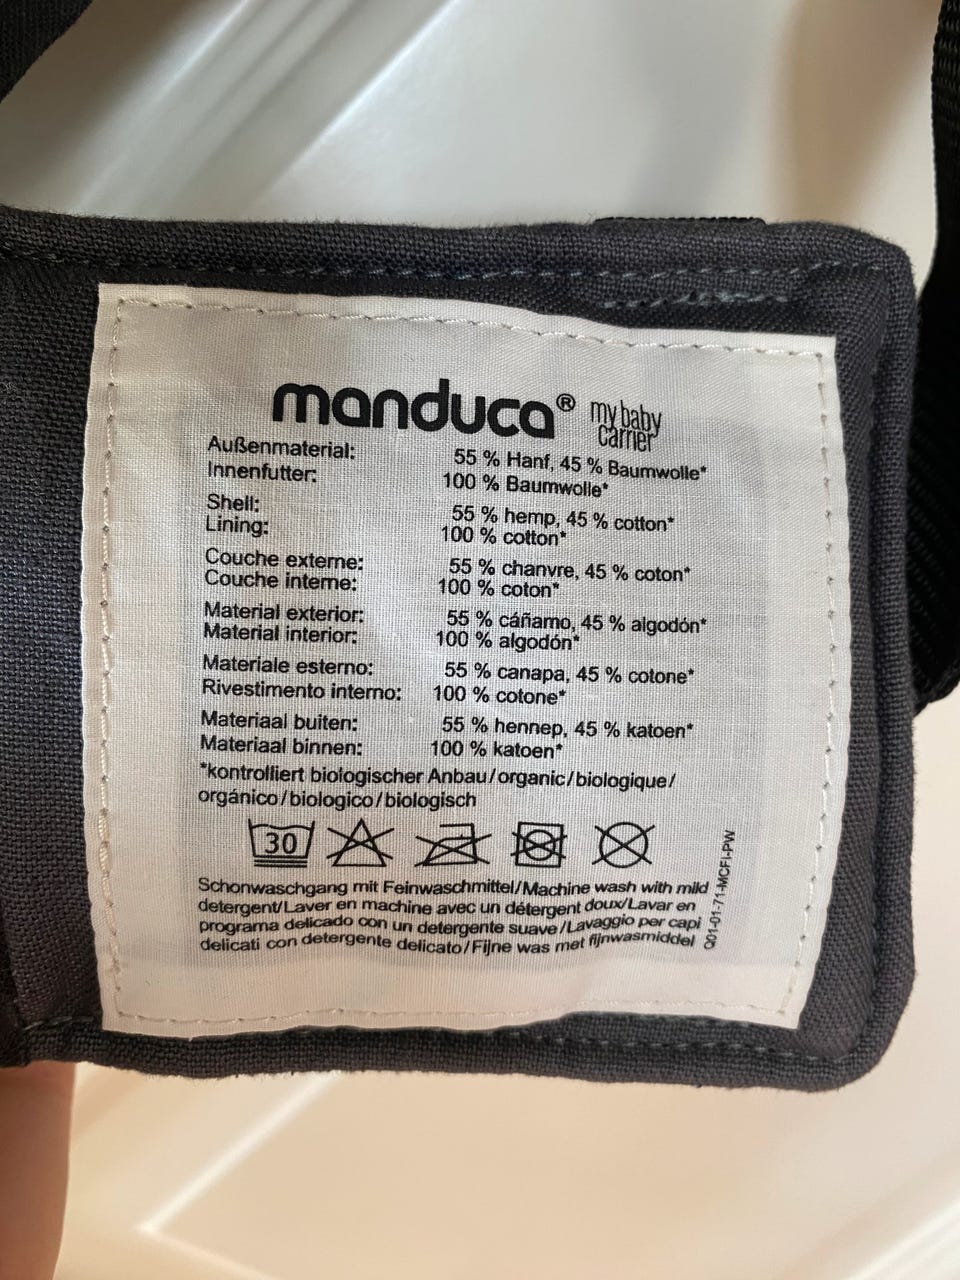 manduca® my baby carrier
Außenmaterial: 55 % Hanf, 45 % Baumwolle*
Innenfutter: 100 % Baumwolle*
Shell: 55 % hemp, 45 % cotton*
Lining: 100 % cotton*
Couche externe: 55 % chanvre, 45 % coton*
Couche interne: 100 % coton*
Material exterior: 55 % cáñamo, 45 % algodón*
Material interior: 100 % algodón*
Materiale esterno: 55 % canapa, 45 % cotone*
Rivestimento interno: 100 % cotone*
Materiaal buiten: 55 % hennep, 45 % katoen*
Materiaal binnen: 100 % katoen*
*kontrolliert biologischer Anbau/organic/biologique/
orgánico/biologico/biologisch
30
Schonwaschgang mit Feinwaschmittel/Machine wash with mild
detergent/Laver en machine avec un détergent doux/Lavar en
programa delicado con un detergente suave/Lavaggio per capi
delicati con detergente delicato/Fijne was met fijnwasmiddel
Q01-01-71-MCFI-PW